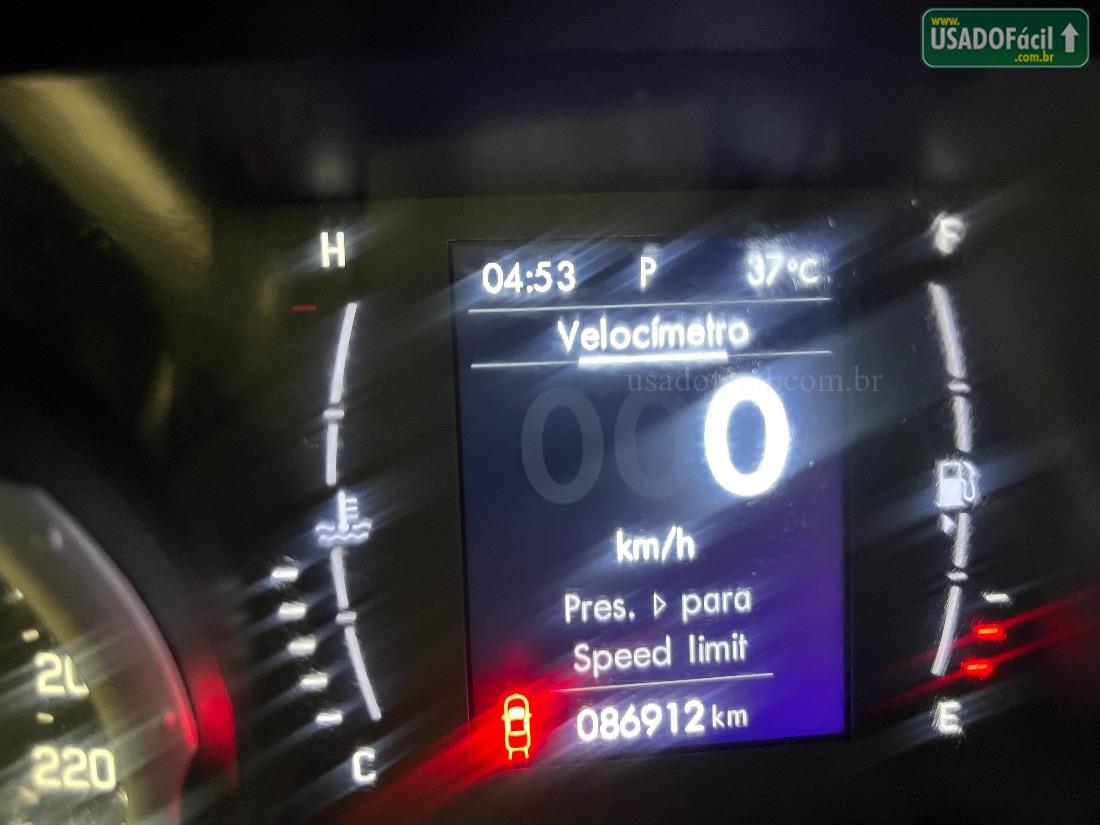 www.
USADOFácil
.com.br
H
F
04:53 P 37°C
Velocímetro
usadofacil.com.br
000
km/h
Pres. ▷ para
Speed limit
086912 km
C
E
220